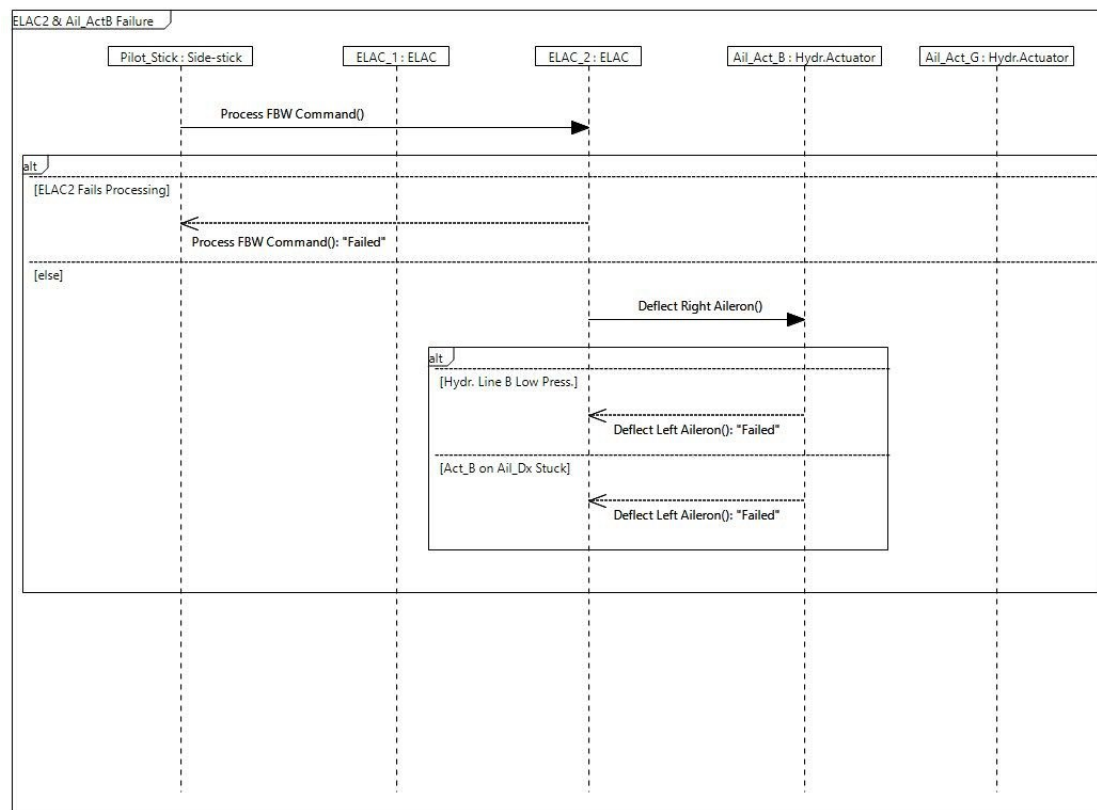 ELAC2 & Ail_ActB Failure
Pilot_Stick : Side-stick
ELAC_1 : ELAC
ELAC_2 : ELAC
Ail_Act_B : Hydr.Actuator
Ail_Act_G : Hydr.Actuator
Process FBW Command()
alt
[ELAC2 Fails Processing]
Process FBW Command(): "Failed"
[else]
Deflect Right Aileron()
alt
[Hydr. Line B Low Press.]
Deflect Left Aileron(): "Failed"
[Act_B on Ail_Dx Stuck]
Deflect Left Aileron(): "Failed"